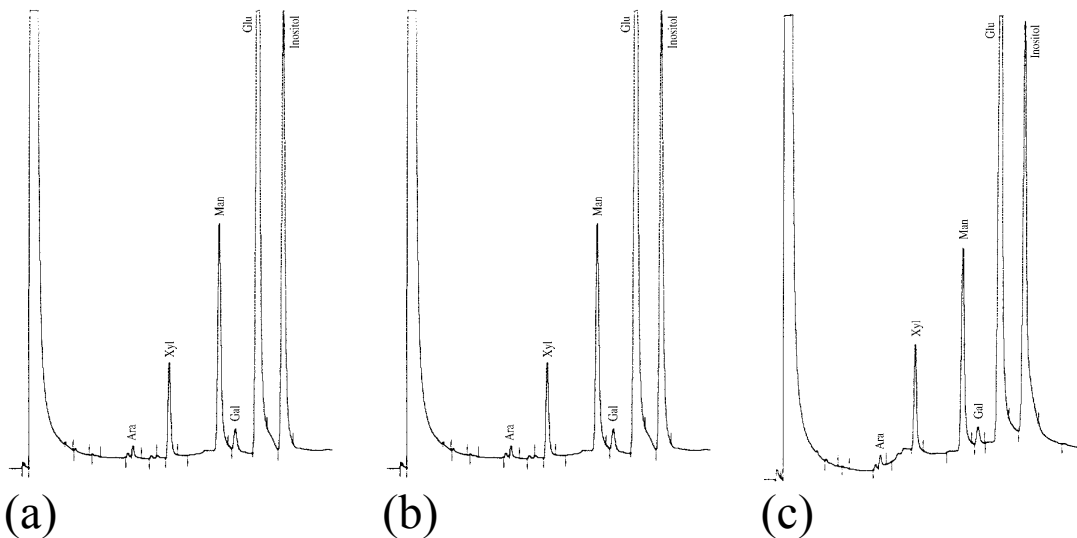 Ara
Xyl
Man
Gal
Glu
Inositol
(a)
Ara
Xyl
Man
Gal
Glu
Inositol
(b)
Ara
Xyl
Man
Gal
Glu
Inositol
(c)